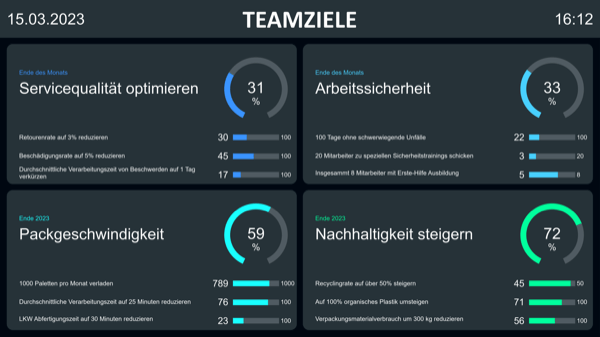 15.03.2023
TEAMZIELE
16:12
Ende des Monats
Servicequalität optimieren
31
%
Retourenrate auf 3% reduzieren
30
100
Beschädigungsrate auf 5% reduzieren
45
100
Durchschnittliche Verarbeitungszeit von Beschwerden auf 1 Tag
verkürzen
17
100
Ende des Monats
Arbeitssicherheit
33
%
100 Tage ohne schwerwiegende Unfälle
22
100
20 Mitarbeiter zu speziellen Sicherheitstrainings schicken
3
20
Insgesammt 8 Mitarbeiter mit Erste-Hilfe Ausbildung
5
8
Ende 2023
Packgeschwindigkeit
59
%
1000 Paletten pro Monat verladen
789
1000
Durchschnittliche Verarbeitungszeit auf 25 Minuten reduzieren
76
100
LKW Abfertigungszeit auf 30 Minuten reduzieren
23
100
Ende 2023
Nachhaltigkeit steigern
72
%
Recyclingrate auf über 50% steigern
45
50
Auf 100% organisches Plastik umsteigen
71
100
Verpackungsmaterialverbrauch um 300 kg reduzieren
56
100